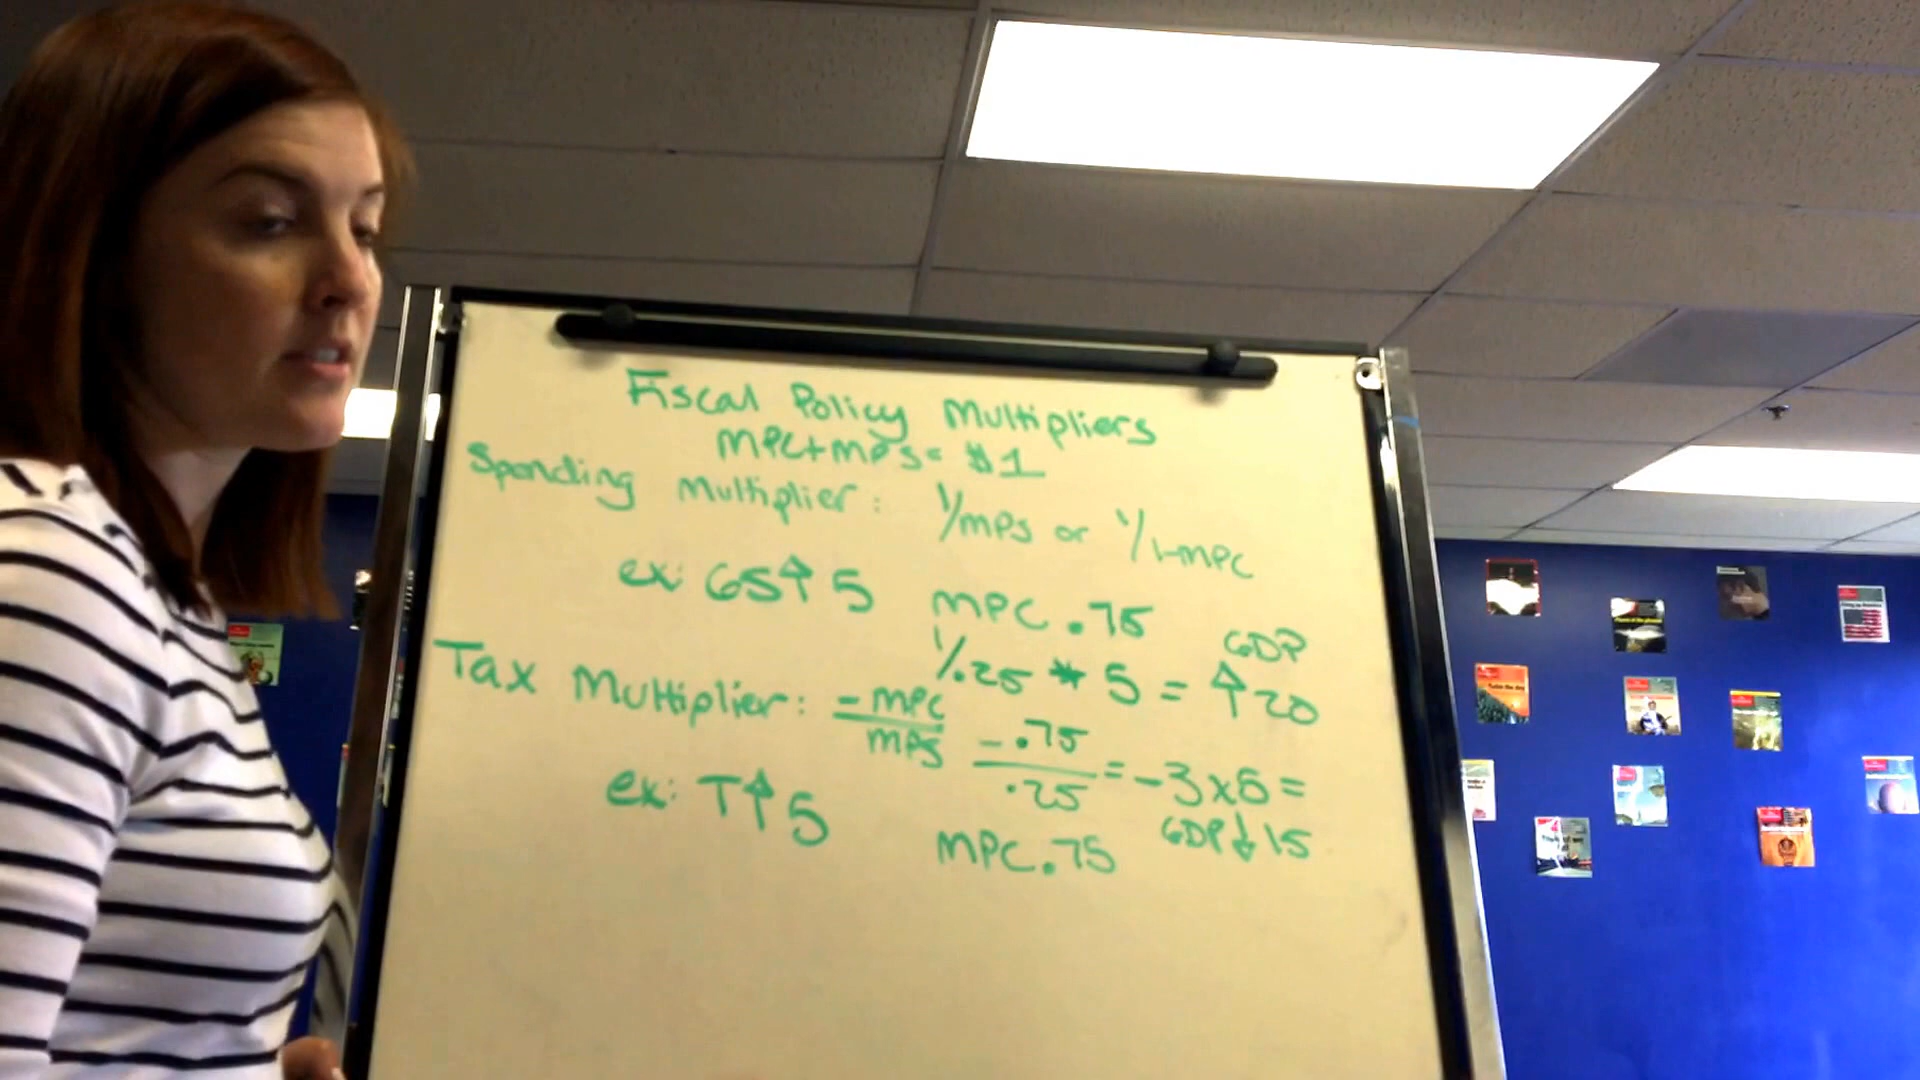 Fiscal Policy Multipliers
MPC+MPS = $1
Spending Multiplier: 1/MPS or 1/1-MPC
ex: GS↑5 MPC .75
1/.25 * 5 = ↑20 GDP
Tax Multiplier: -MPC/MPS -.75/.25 = -3x5 =
GDP↓15
ex: T↑5 MPC.75